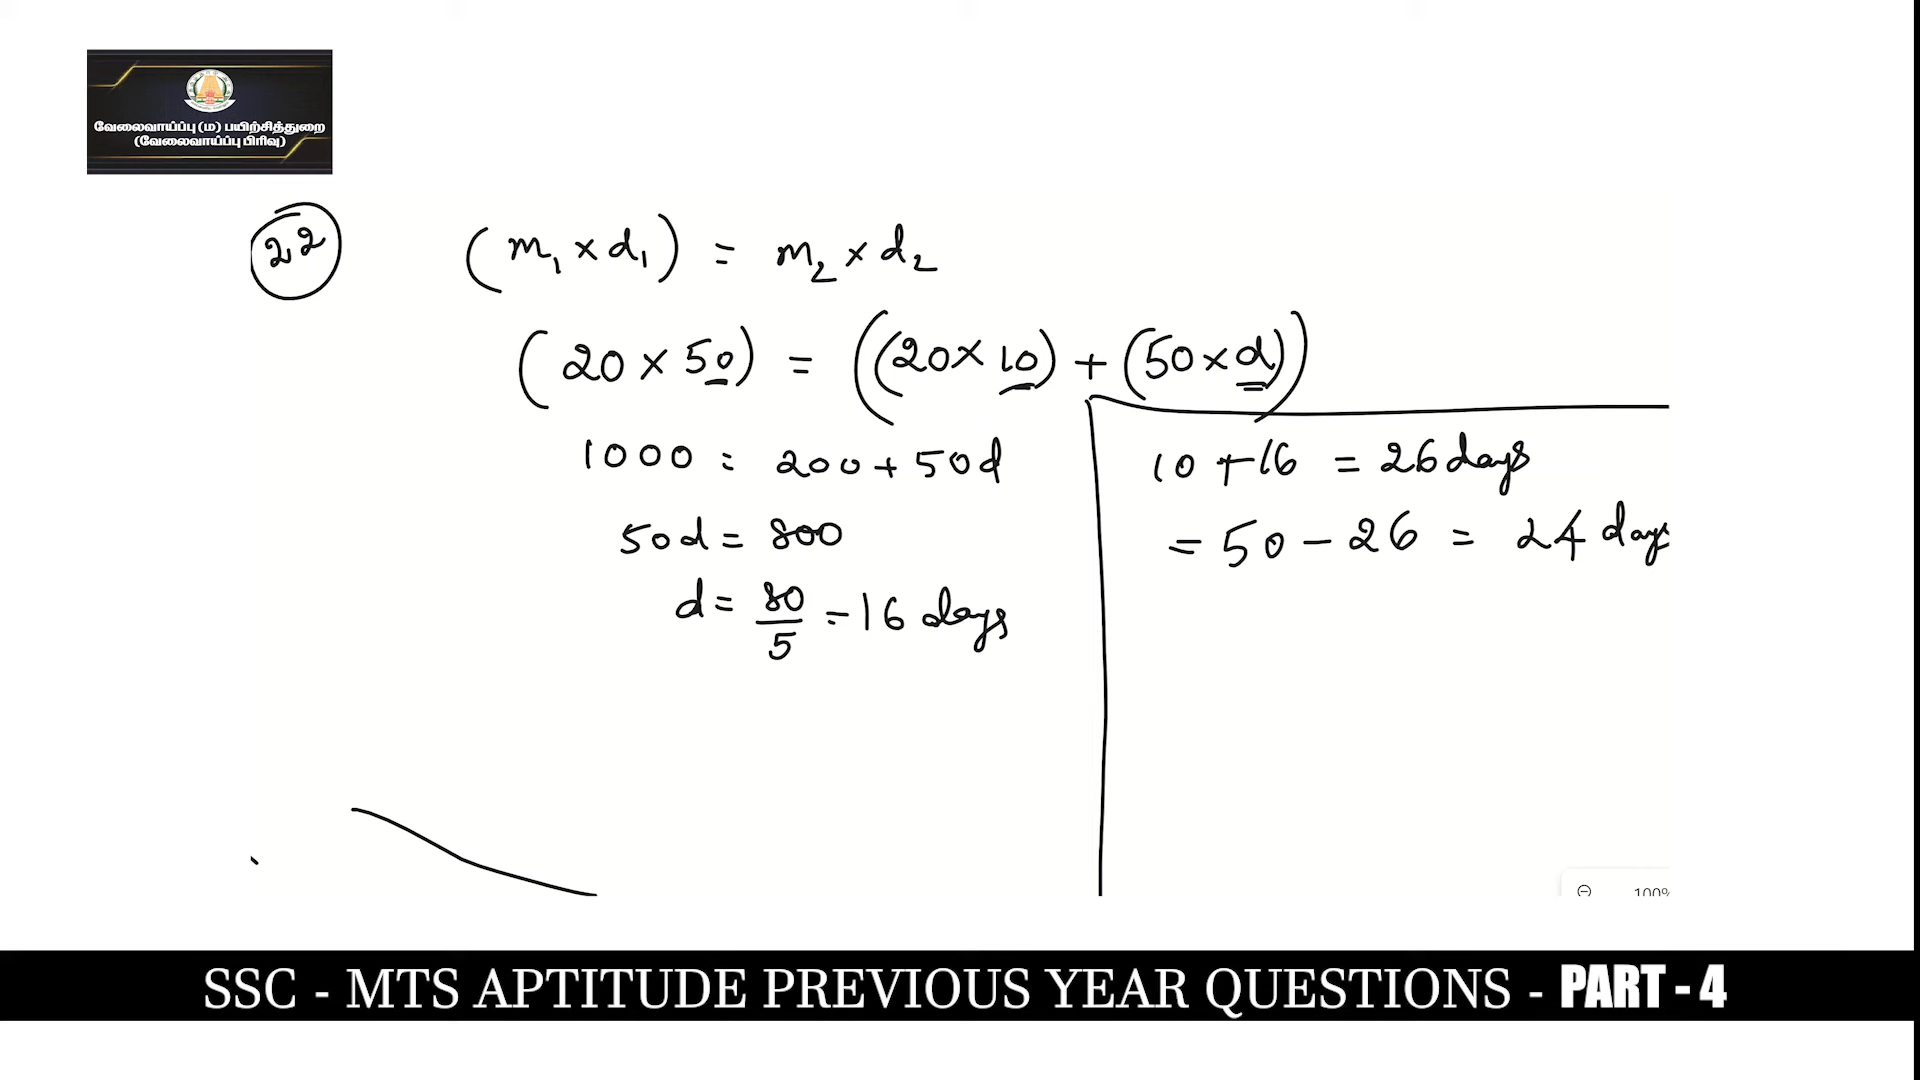 வேலைவாய்ப்பு (ம) பயிற்சித்துறை
(வேலைவாய்ப்பு பிரிவு)
22
(m₁ × d₁) = m₂ × d₂
(20 × 50) = ((20 × 10) + (50 × d))
1000 = 200 + 50d
50d = 800
d = 80/5 = 16 days
10 + 16 = 26 days
= 50 - 26 = 24 days
100%
SSC - MTS APTITUDE PREVIOUS YEAR QUESTIONS - PART - 4